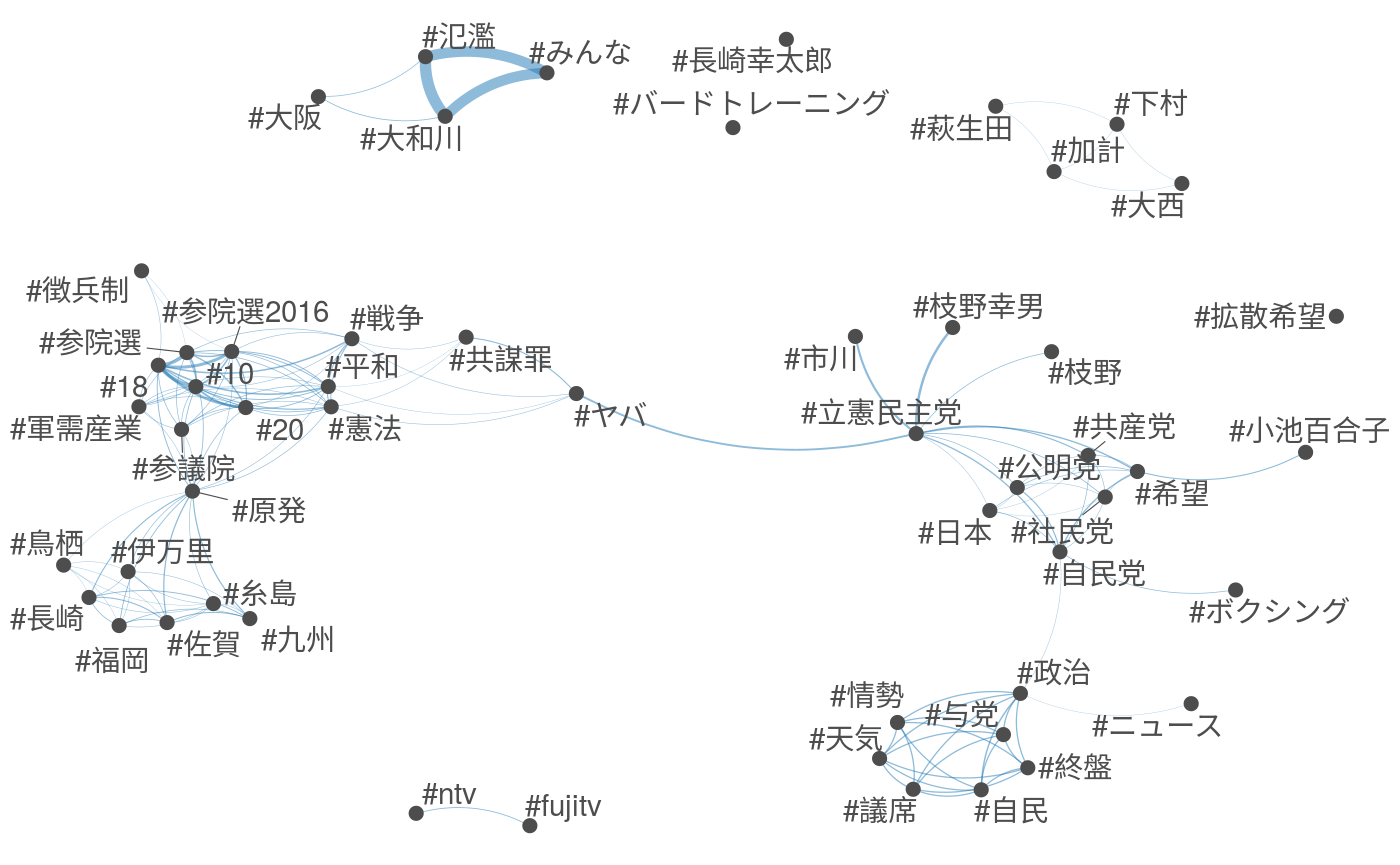 #氾濫
#みんな
#長崎幸太郎
#大阪
#大和川
#バードトレーニング
#萩生田
#下村
#加計
#大西
#徴兵制
#参院選2016
#戦争
#参院選
#18
#10
#平和
#共謀罪
#軍需産業
#20
#憲法
#ヤバ
#参議院
#原発
#枝野幸男
#拡散希望
#市川
#枝野
#立憲民主党
#共産党
#小池百合子
#公明党
#希望
#日本
#社民党
#自民党
#ボクシング
#鳥栖
#伊万里
#糸島
#長崎
#九州
#佐賀
#福岡
#政治
#情勢
#与党
#ニュース
#天気
#終盤
#議席
#自民
#ntv
#fujitv